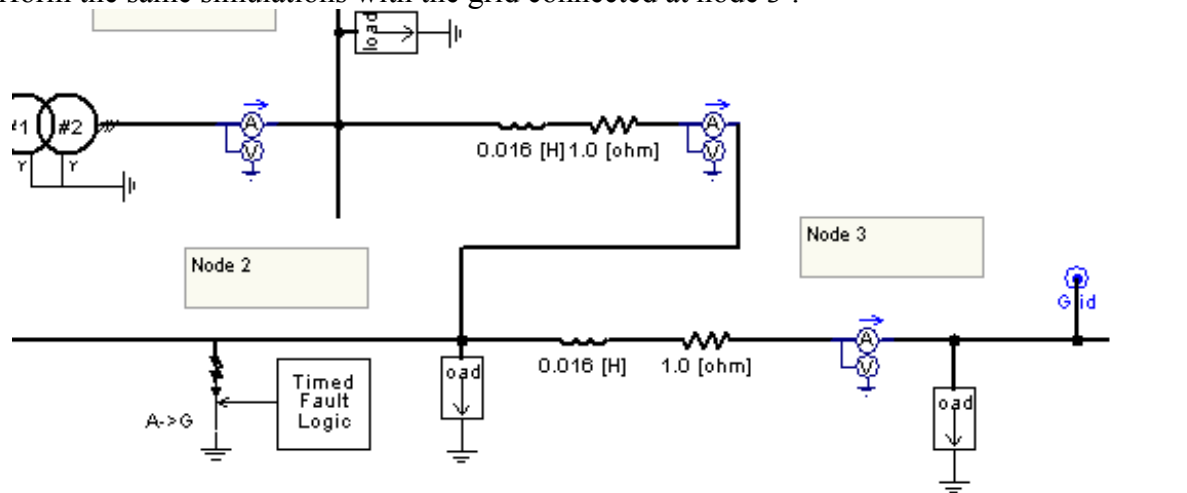 perform the same simulations with the grid connected at node 3 .
load
#1 #2
A
A
V
V
0.016 [H] 1.0 [ohm]
Y Y
Node 3
Node 2
Grid
A
V
0.016 [H] 1.0 [ohm]
oad
Timed
Fault
Logic
oad
A->G